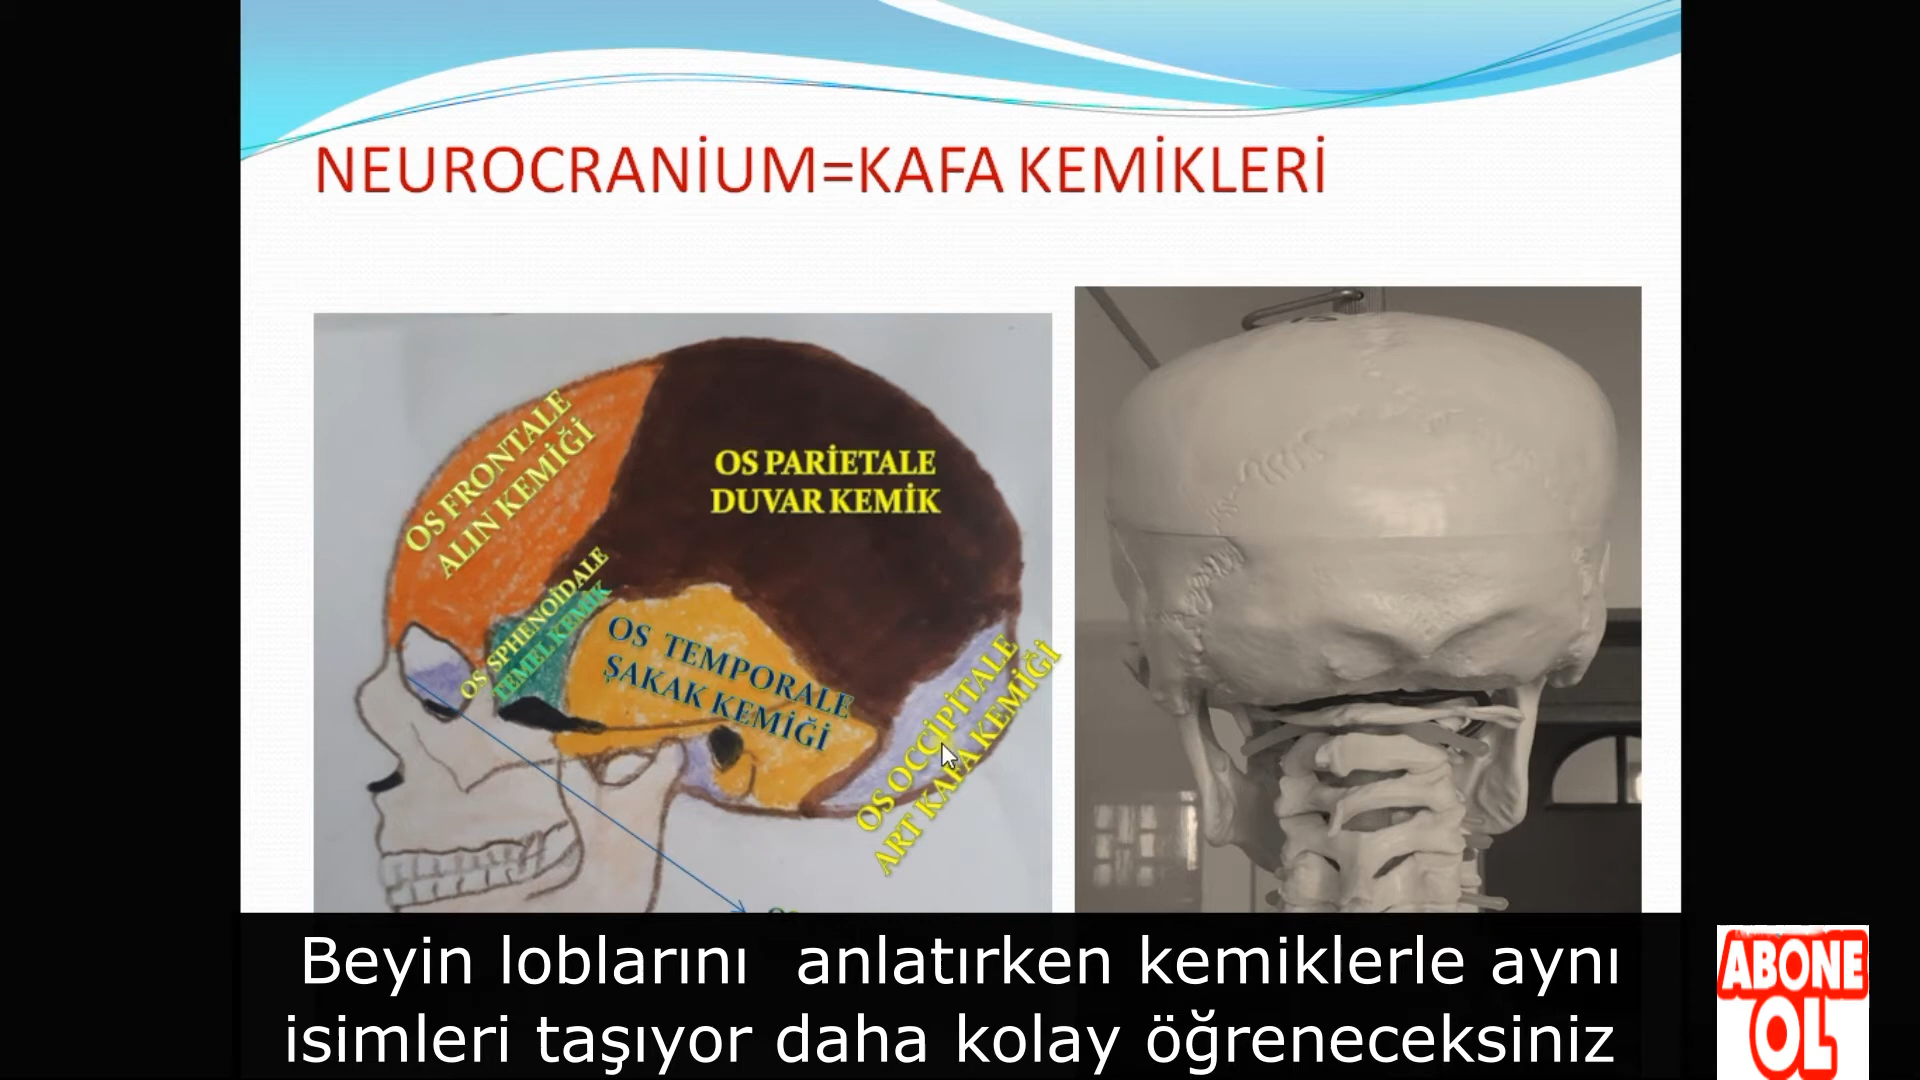 NEUROCRANİUM=KAFA KEMİKLERİ
OS FRONTALE
ALIN KEMİĞİ
OS PARİETALE
DUVAR KEMİK
OS SPHENOİDALE
TEMEL KEMİK
OS TEMPORALE
ŞAKAK KEMİĞİ
OS OCCİPİTALE
ART KAFA KEMİĞİ
Beyin loblarını anlatırken kemiklerle aynı
isimleri taşıyor daha kolay öğreneceksiniz
ABONE
OL